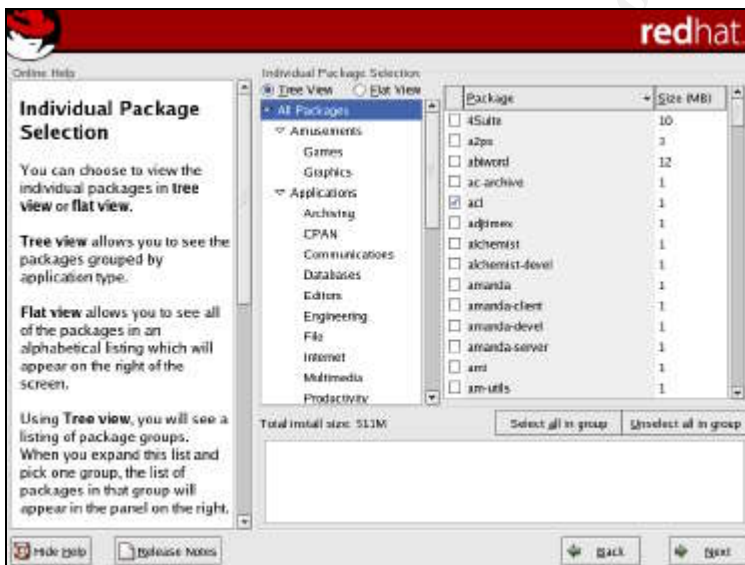 redhat
Online Help
Individual Package Selection
You can choose to view the individual packages in tree view or flat view.
Tree view allows you to see the packages grouped by application type.
Flat view allows you to see all of the packages in an alphabetical listing which will appear on the right of the screen.
Using Tree view, you will see a listing of package groups. When you expand this list and pick one group, the list of packages in that group will appear in the panel on the right.
Individual Package Selection
Tree View Flat View
All Packages
Amusements
Games
Graphics
Applications
Archiving
CPAN
Communications
Databases
Editors
Engineering
File
Internet
Multimedia
Productivity
Package Size (MB)
4Suite 10
a2ps 3
abiword 12
ac-archive 1
acl 1
adjtimex 1
alchemist 1
alchemist-devel 1
amanda 1
amanda-client 1
amanda-devel 1
amanda-server 1
ami 1
am-utils 1
Total install size: 511M
Select all in group Unselect all in group
Hide Help Release Notes Back Next